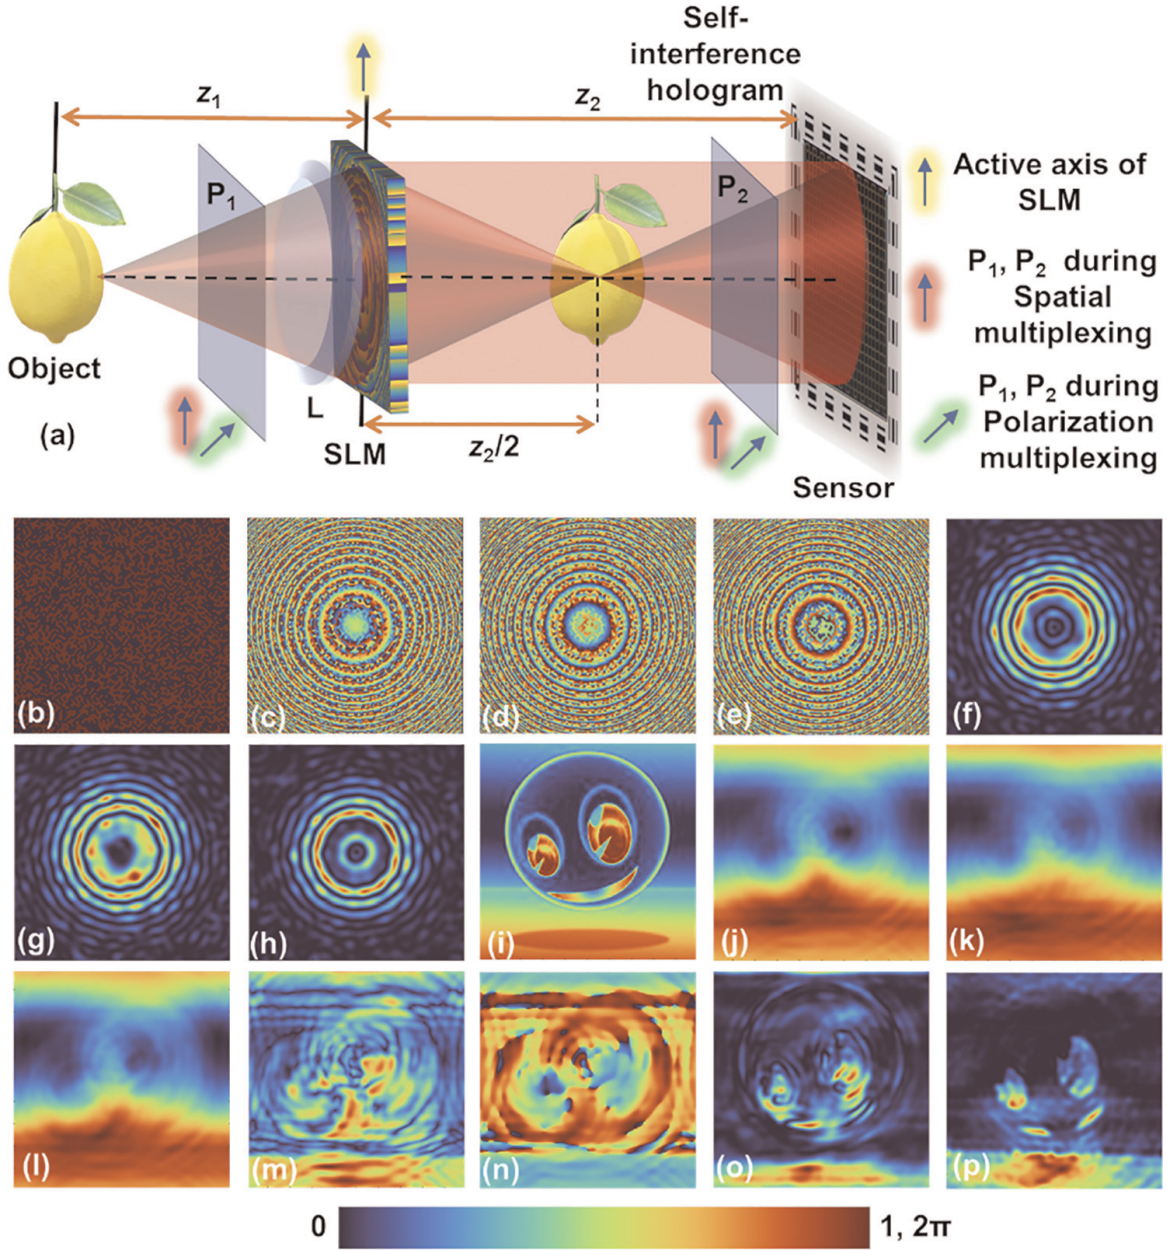 Self-
interference
hologram
z1
z2
P1
P2
Active axis of
SLM
P1, P2 during
Spatial
multiplexing
Object
L
(a)
SLM
z2/2
P1, P2 during
Polarization
multiplexing
Sensor
(b)
(c)
(d)
(e)
(f)
(g)
(h)
(i)
(j)
(k)
(l)
(m)
(n)
(o)
(p)
0
1, 2π